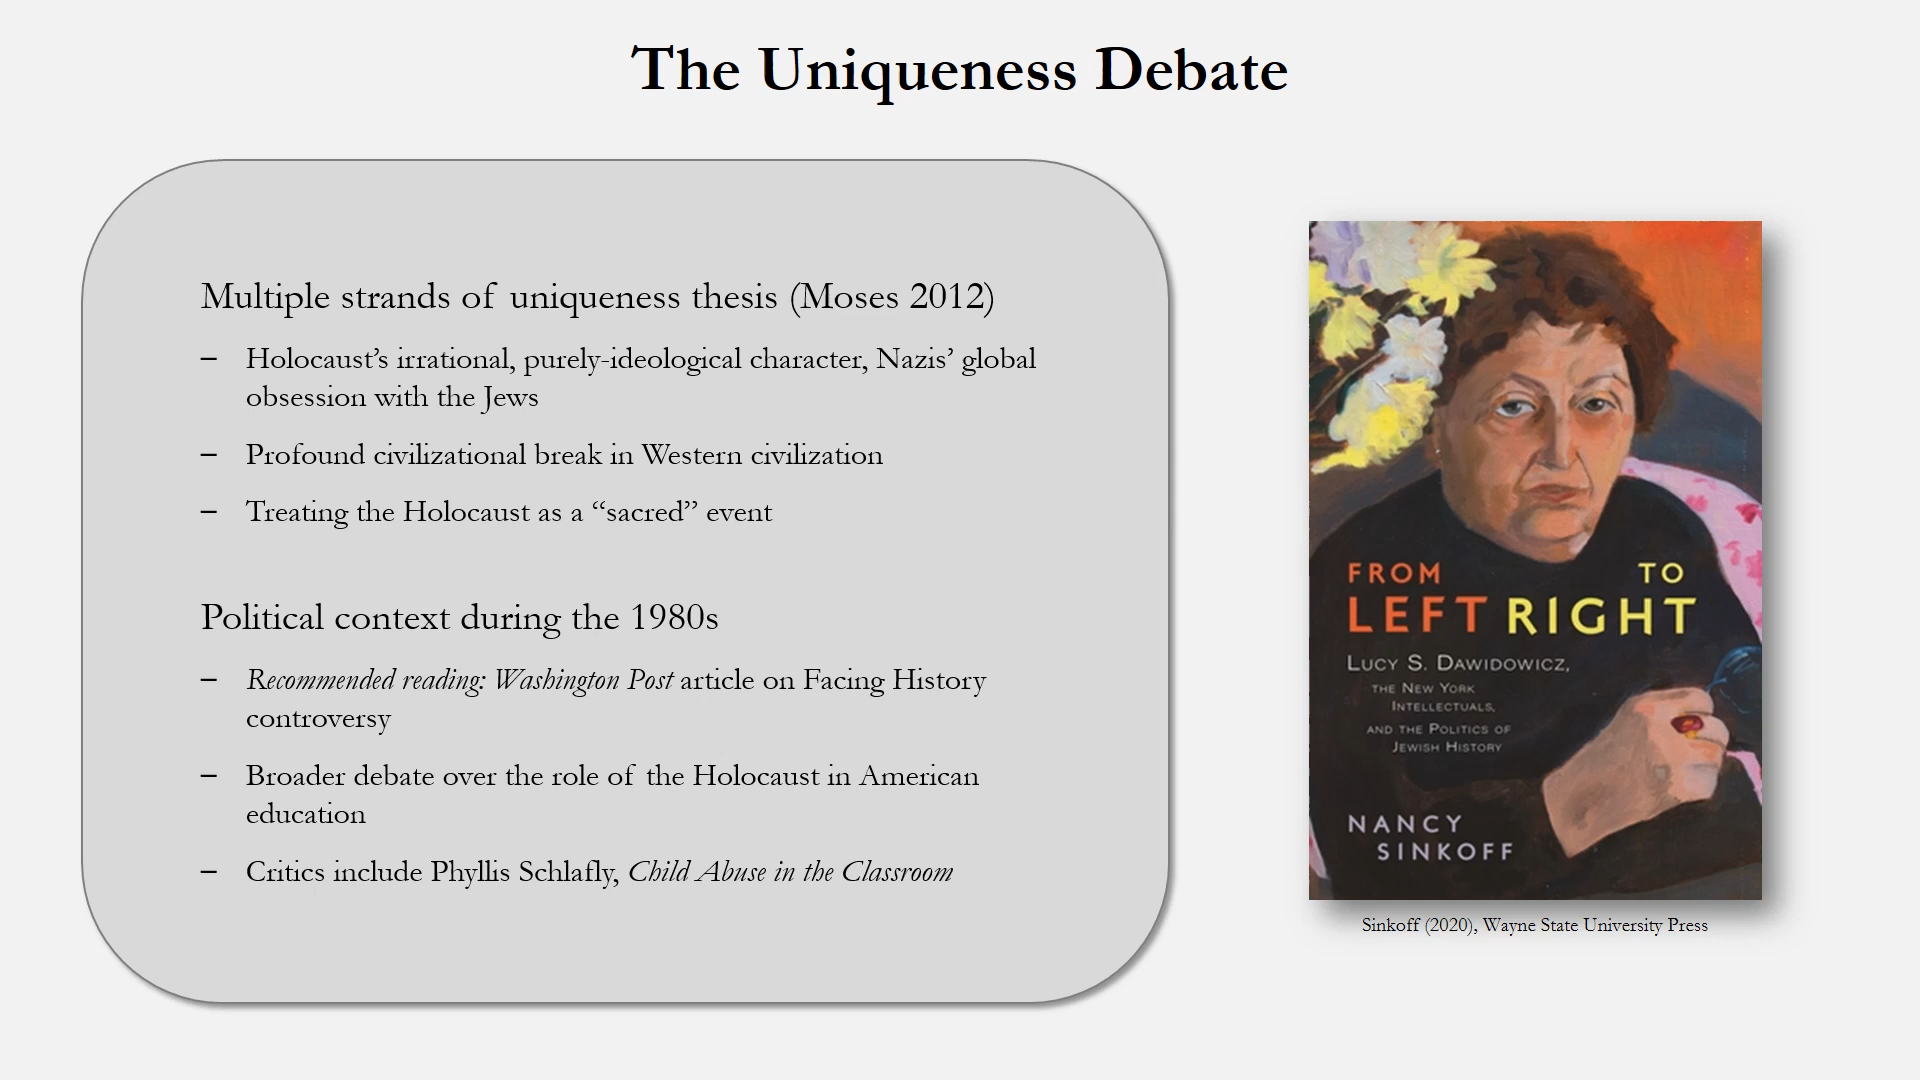 The Uniqueness Debate
Multiple strands of uniqueness thesis (Moses 2012)
– Holocaust’s irrational, purely-ideological character, Nazis’ global
obsession with the Jews
– Profound civilizational break in Western civilization
– Treating the Holocaust as a “sacred” event
Political context during the 1980s
– Recommended reading: Washington Post article on Facing History
controversy
– Broader debate over the role of the Holocaust in American
education
– Critics include Phyllis Schlafly, Child Abuse in the Classroom
FROM TO
LEFT RIGHT
LUCY S. DAWIDOWICZ,
THE NEW YORK
INTELLECTUALS,
AND THE POLITICS OF
JEWISH HISTORY
NANCY
SINKOFF
Sinkoff (2020), Wayne State University Press